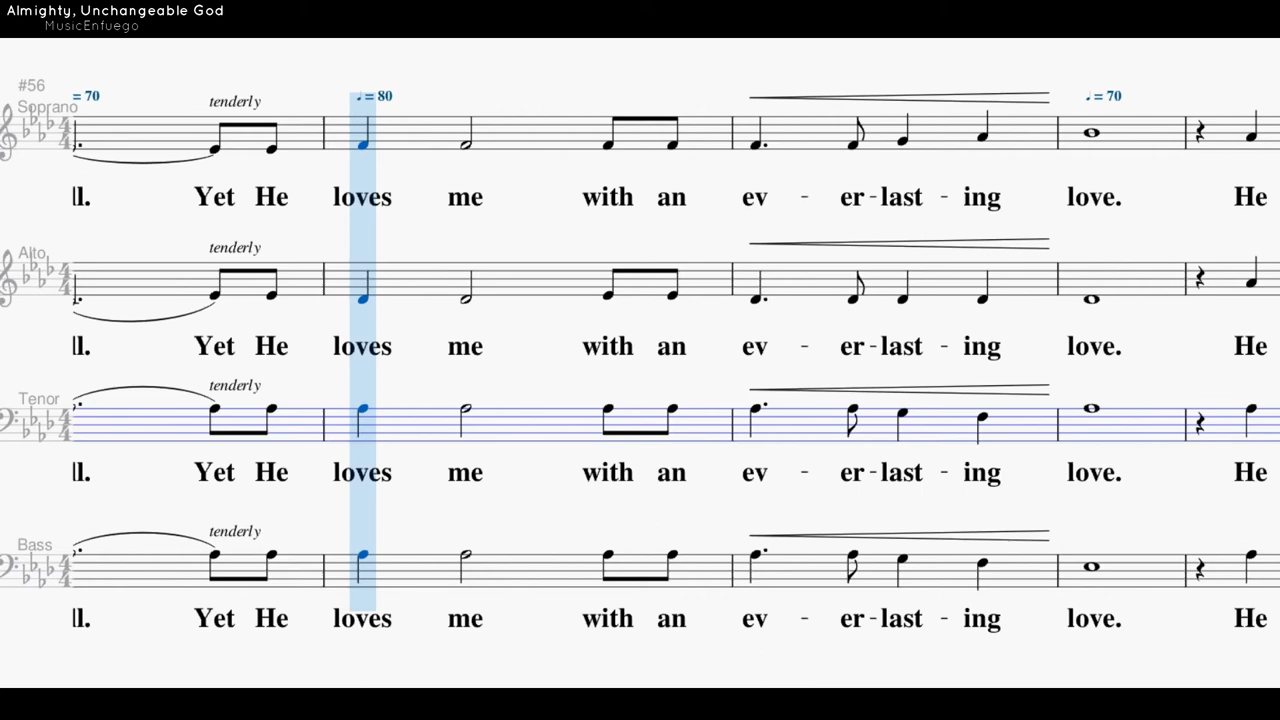 Almighty, Unchangeable God
MusicEnfuego
#56
= 70
tenderly
♩ = 80
♩ = 70
Soprano
ll. Yet He loves me with an ev - er - last - ing love. He
Alto
tenderly
ll. Yet He loves me with an ev - er - last - ing love. He
Tenor
tenderly
ll. Yet He loves me with an ev - er - last - ing love. He
Bass
tenderly
ll. Yet He loves me with an ev - er - last - ing love. He